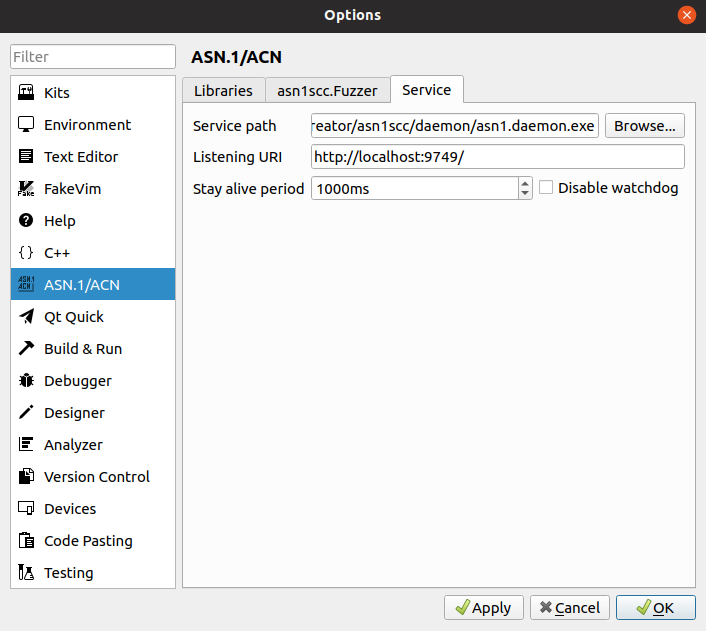 Options
Filter
Kits
Environment
Text Editor
FakeVim
Help
C++
ASN.1/ACN
Qt Quick
Build & Run
Debugger
Designer
Analyzer
Version Control
Devices
Code Pasting
Testing
ASN.1/ACN
Libraries asn1scc.Fuzzer Service
Service path reator/asn1scc/daemon/asn1.daemon.exe Browse...
Listening URI http://localhost:9749/
Stay alive period 1000ms Disable watchdog
Apply Cancel OK